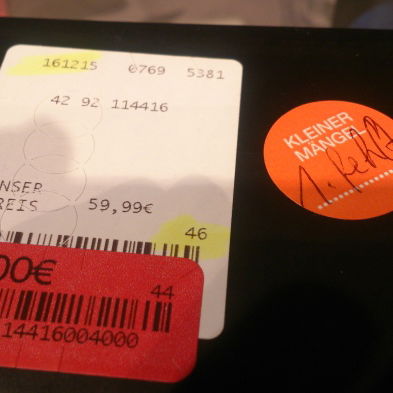 161215 0769 5381
42 92 114416
NSER
REIS 59,99€
46
00€
44
14416004000
KLEINER
MÄNGEL